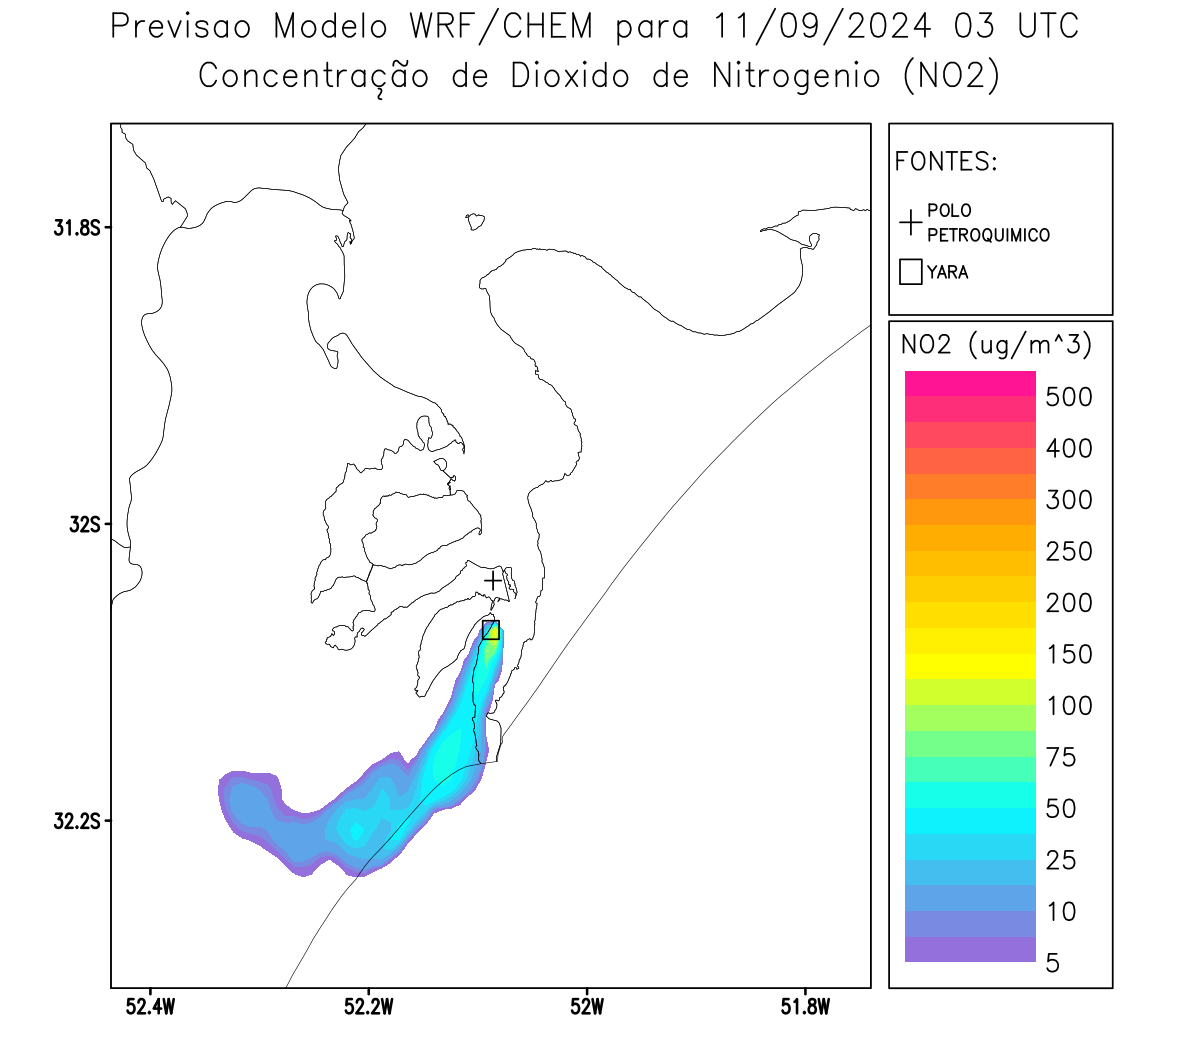 Previsao Modelo WRF/CHEM para 11/09/2024 03 UTC
Concentração de Dioxido de Nitrogenio (NO2)
FONTES:
POLO
PETROQUIMICO
YARA
NO2 (ug/m^3)
500
400
300
250
200
150
100
75
50
25
10
5
31.8S
32S
32.2S
52.4W
52.2W
52W
51.8W